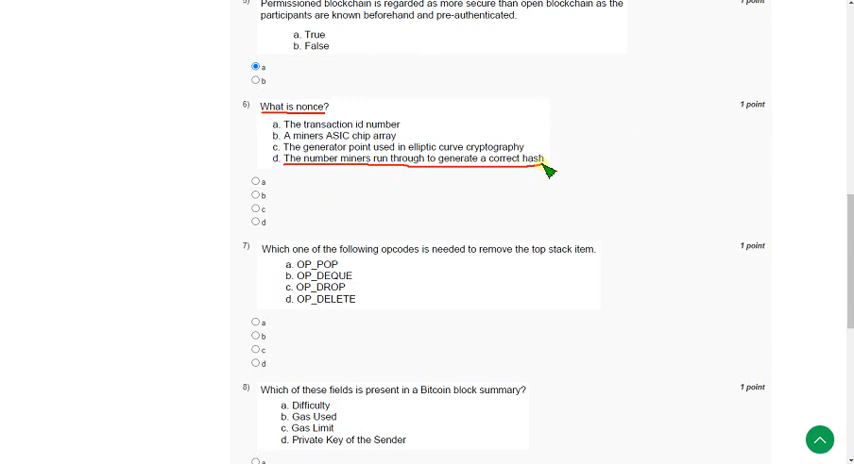 5) Permissioned blockchain is regarded as more secure than open blockchain as the 1 point
participants are known beforehand and pre-authenticated.
a. True
b. False
a
b
6) What is nonce? 1 point
a. The transaction id number
b. A miners ASIC chip array
c. The generator point used in elliptic curve cryptography
d. The number miners run through to generate a correct hash
a
b
c
d
7) Which one of the following opcodes is needed to remove the top stack item. 1 point
a. OP_POP
b. OP_DEQUE
c. OP_DROP
d. OP_DELETE
a
b
c
d
8) Which of these fields is present in a Bitcoin block summary? 1 point
a. Difficulty
b. Gas Used
c. Gas Limit
d. Private Key of the Sender
a